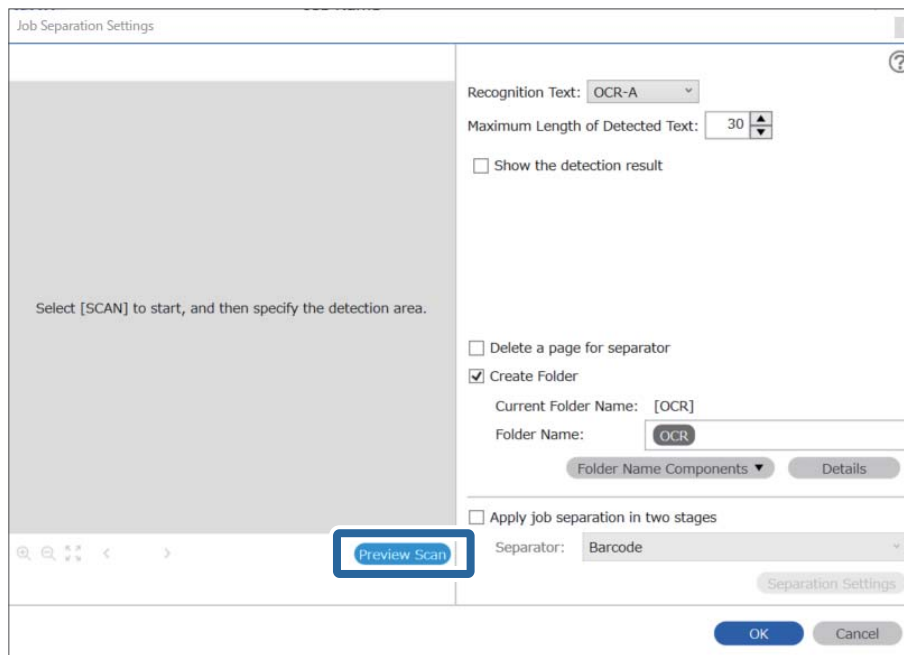 Job Separation Settings
Recognition Text: OCR-A
Maximum Length of Detected Text: 30
Show the detection result
Select [SCAN] to start, and then specify the detection area.
Delete a page for separator
Create Folder
Current Folder Name: [OCR]
Folder Name: OCR
Folder Name Components ▼ Details
Apply job separation in two stages
Preview Scan
Separator: Barcode
Separation Settings
OK Cancel